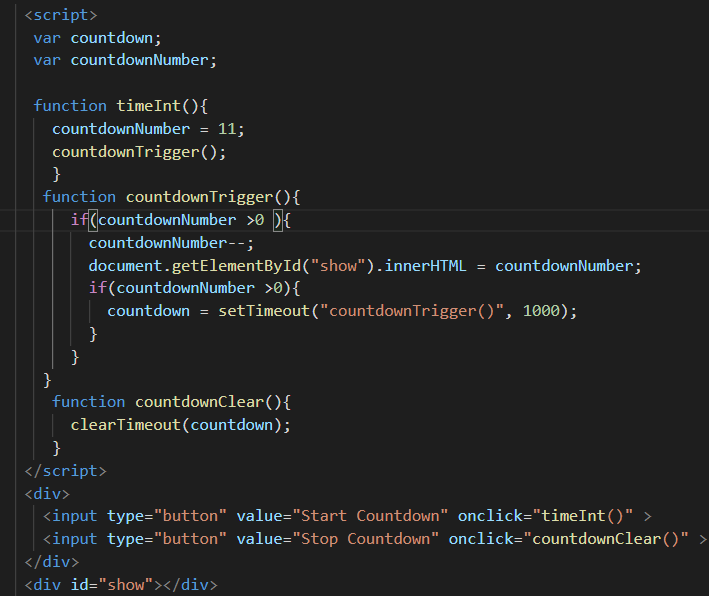 <script>
var countdown;
var countdownNumber;
function timeInt(){
countdownNumber = 11;
countdownTrigger();
}
function countdownTrigger(){
if(countdownNumber >0 ){
countdownNumber--;
document.getElementById("show").innerHTML = countdownNumber;
if(countdownNumber >0){
countdown = setTimeout("countdownTrigger()", 1000);
}
}
}
function countdownClear(){
clearTimeout(countdown);
}
</script>
<div>
<input type="button" value="Start Countdown" onclick="timeInt()" >
<input type="button" value="Stop Countdown" onclick="countdownClear()" >
</div>
<div id="show"></div>